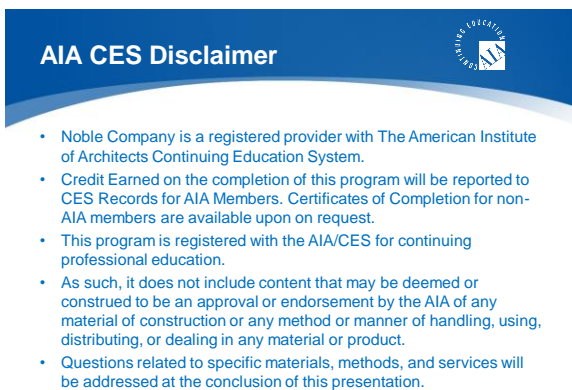 AIA CES Disclaimer
CONTINUING EDUCATION
AIA
• Noble Company is a registered provider with The American Institute
of Architects Continuing Education System.
• Credit Earned on the completion of this program will be reported to
CES Records for AIA Members. Certificates of Completion for non-
AIA members are available upon on request.
• This program is registered with the AIA/CES for continuing
professional education.
• As such, it does not include content that may be deemed or
construed to be an approval or endorsement by the AIA of any
material of construction or any method or manner of handling, using,
distributing, or dealing in any material or product.
• Questions related to specific materials, methods, and services will
be addressed at the conclusion of this presentation.